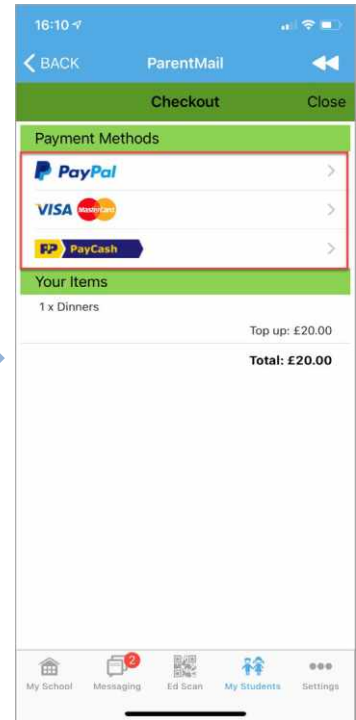 16:10
BACK ParentMail
Checkout Close
Payment Methods
PayPal
VISA MasterCard
PayCash
Your Items
1 x Dinners
Top up: £20.00
Total: £20.00
2
My School Messaging Ed Scan My Students Settings